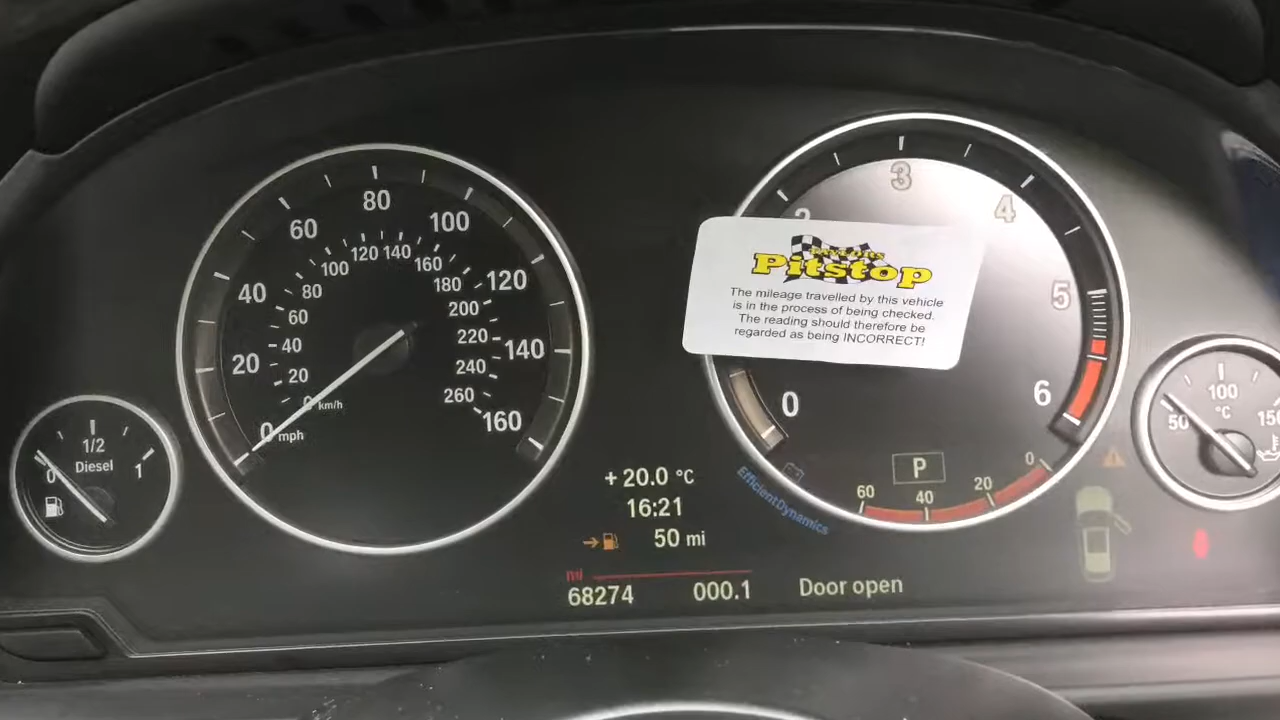 80
60
100
120 140
100
160
40
80
180
120
60
200
20
40
220
140
20
240
0
km/h
260
160
0
mph
1/2
Diesel
0
1
3
4
2
5
Pitstop
The mileage travelled by this vehicle
is in the process of being checked.
The reading should therefore be
regarded as being INCORRECT!
0
6
P
60
40
20
0
EfficientDynamics
100
°C
50
150
+ 20.0 °C
16:21
50 mi
mi
68274
000.1
Door open